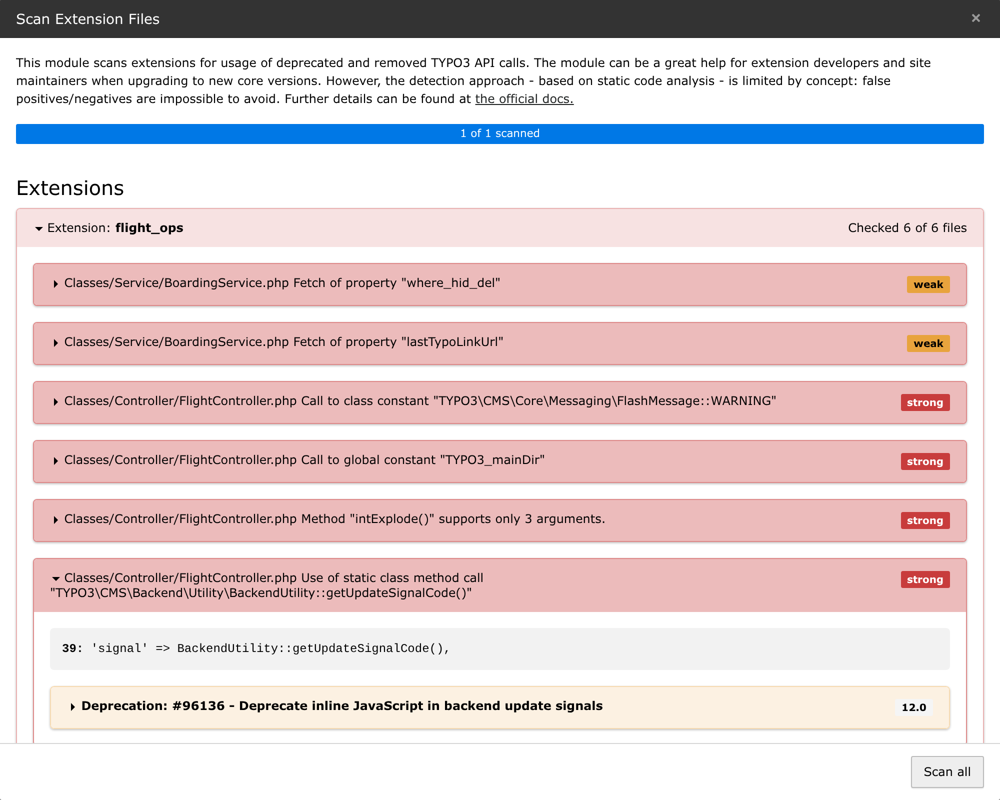 Scan Extension Files
×
This module scans extensions for usage of deprecated and removed TYPO3 API calls. The module can be a great help for extension developers and site
maintainers when upgrading to new core versions. However, the detection approach - based on static code analysis - is limited by concept: false
positives/negatives are impossible to avoid. Further details can be found at the official docs.
1 of 1 scanned
Extensions
Extension: flight_ops Checked 6 of 6 files
Classes/Service/BoardingService.php Fetch of property "where_hid_del" weak
Classes/Service/BoardingService.php Fetch of property "lastTypoLinkUrl" weak
Classes/Controller/FlightController.php Call to class constant "TYPO3\CMS\Core\Messaging\FlashMessage::WARNING" strong
Classes/Controller/FlightController.php Call to global constant "TYPO3_mainDir" strong
Classes/Controller/FlightController.php Method "intExplode()" supports only 3 arguments. strong
Classes/Controller/FlightController.php Use of static class method call strong
"TYPO3\CMS\Backend\Utility\BackendUtility::getUpdateSignalCode()"
39: 'signal' => BackendUtility::getUpdateSignalCode(),
Deprecation: #96136 - Deprecate inline JavaScript in backend update signals 12.0
Scan all